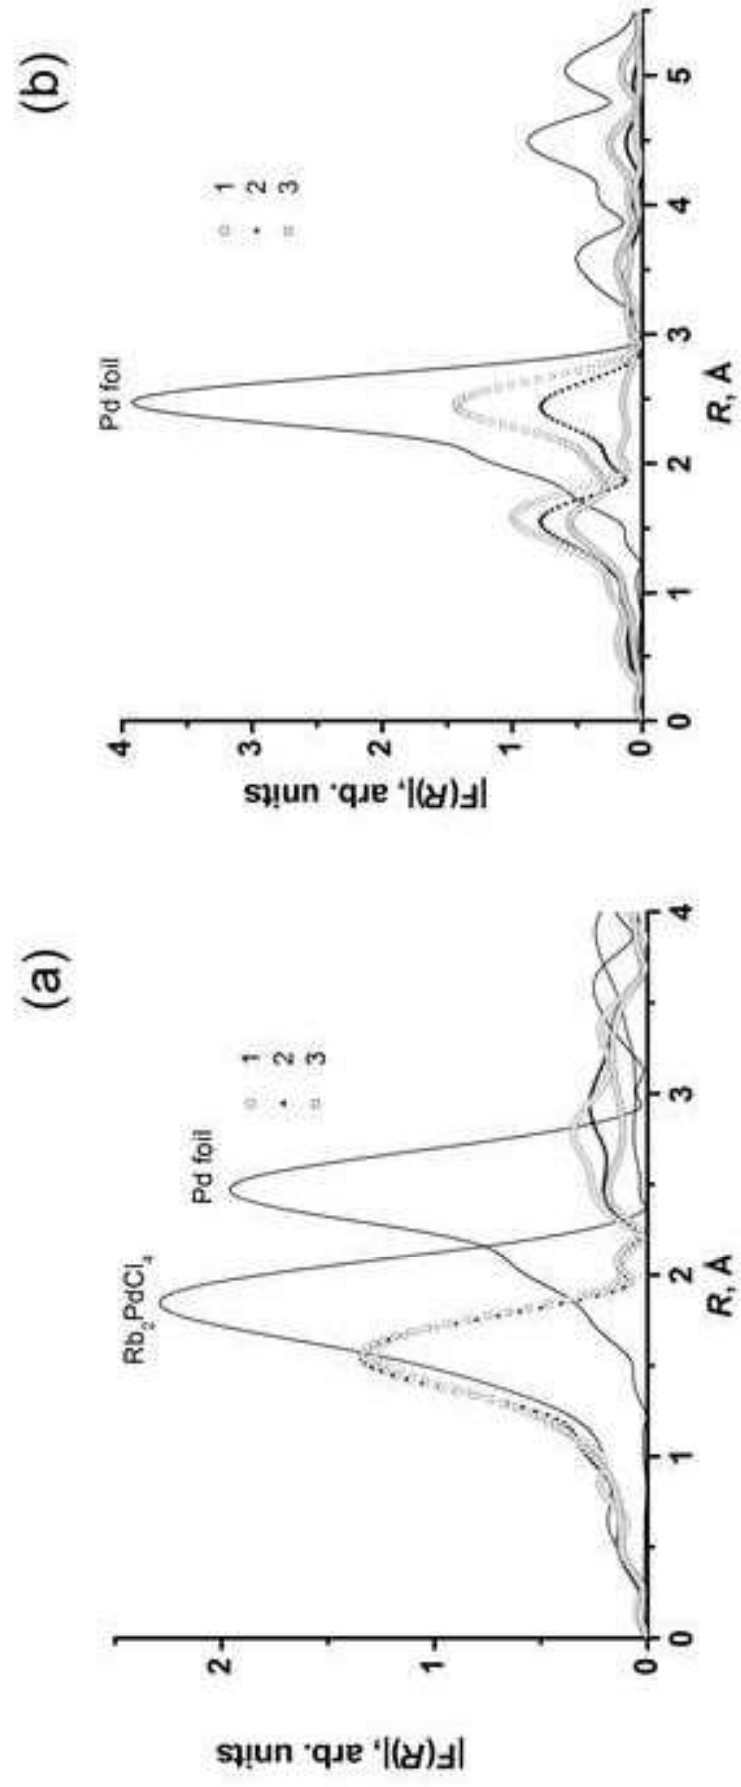 (a)
|F(R)|, arb. units
2
1
0
Rb2PdCl4
Pd foil
1
2
3
0
1
2
3
4
R, Å
(b)
|F(R)|, arb. units
4
3
2
1
0
Pd foil
1
2
3
0
1
2
3
4
5
R, Å